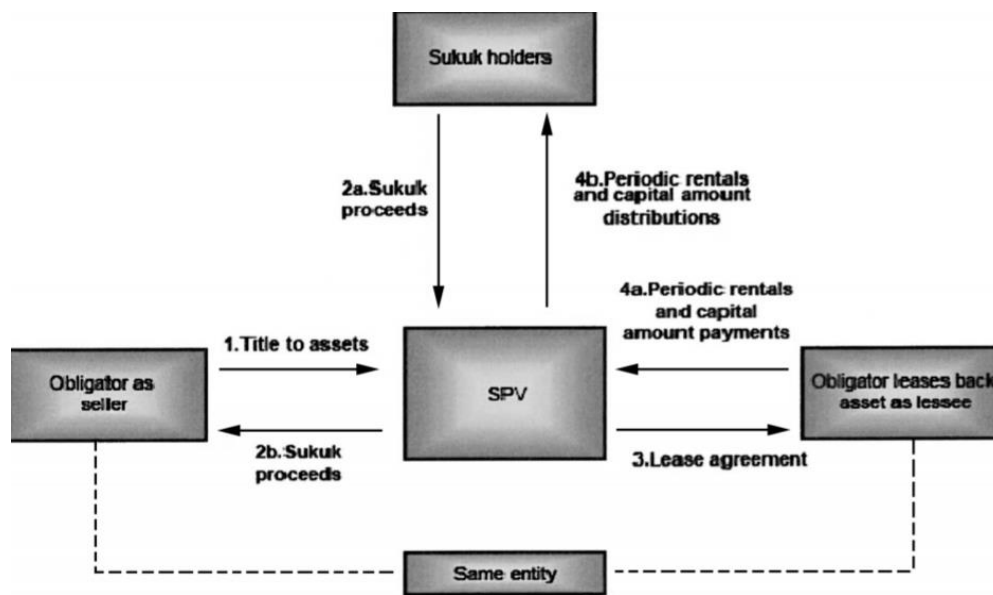 Sukuk holders
2a.Sukuk
proceeds
4b.Periodic rentals
and capital amount
distributions
4a.Periodic rentals
and capital
amount payments
1.Title to assets
Obligator as
seller
SPV
Obligator leases back
asset as lessee
2b.Sukuk
proceeds
3.Lease agreement
Same entity